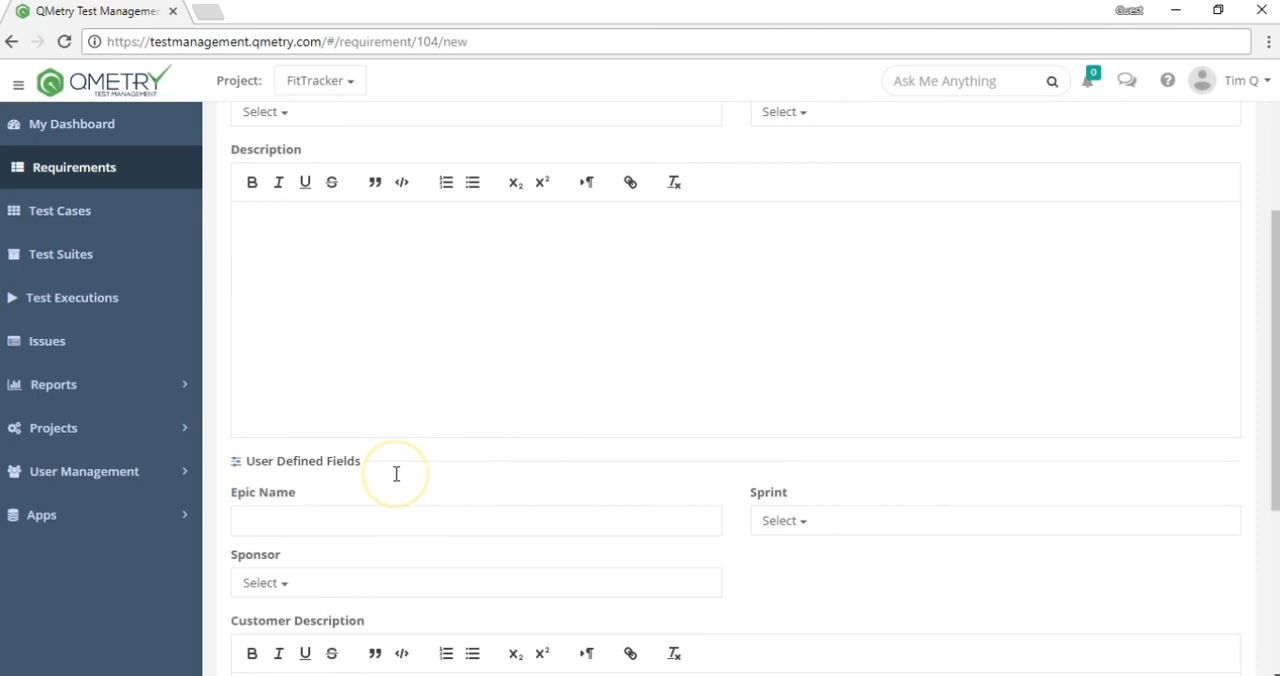 QMetry Test Managemen
Guest
https://testmanagement.qmetry.com/#/requirement/104/new
QMETRY
TEST MANAGEMENT
Project:
FitTracker
Ask Me Anything
0
Tim Q
My Dashboard
Requirements
Test Cases
Test Suites
Test Executions
Issues
Reports
Projects
User Management
Apps
Select
Select
Description
B I U S
User Defined Fields
Epic Name
Sprint
Select
Sponsor
Select
Customer Description
B I U S